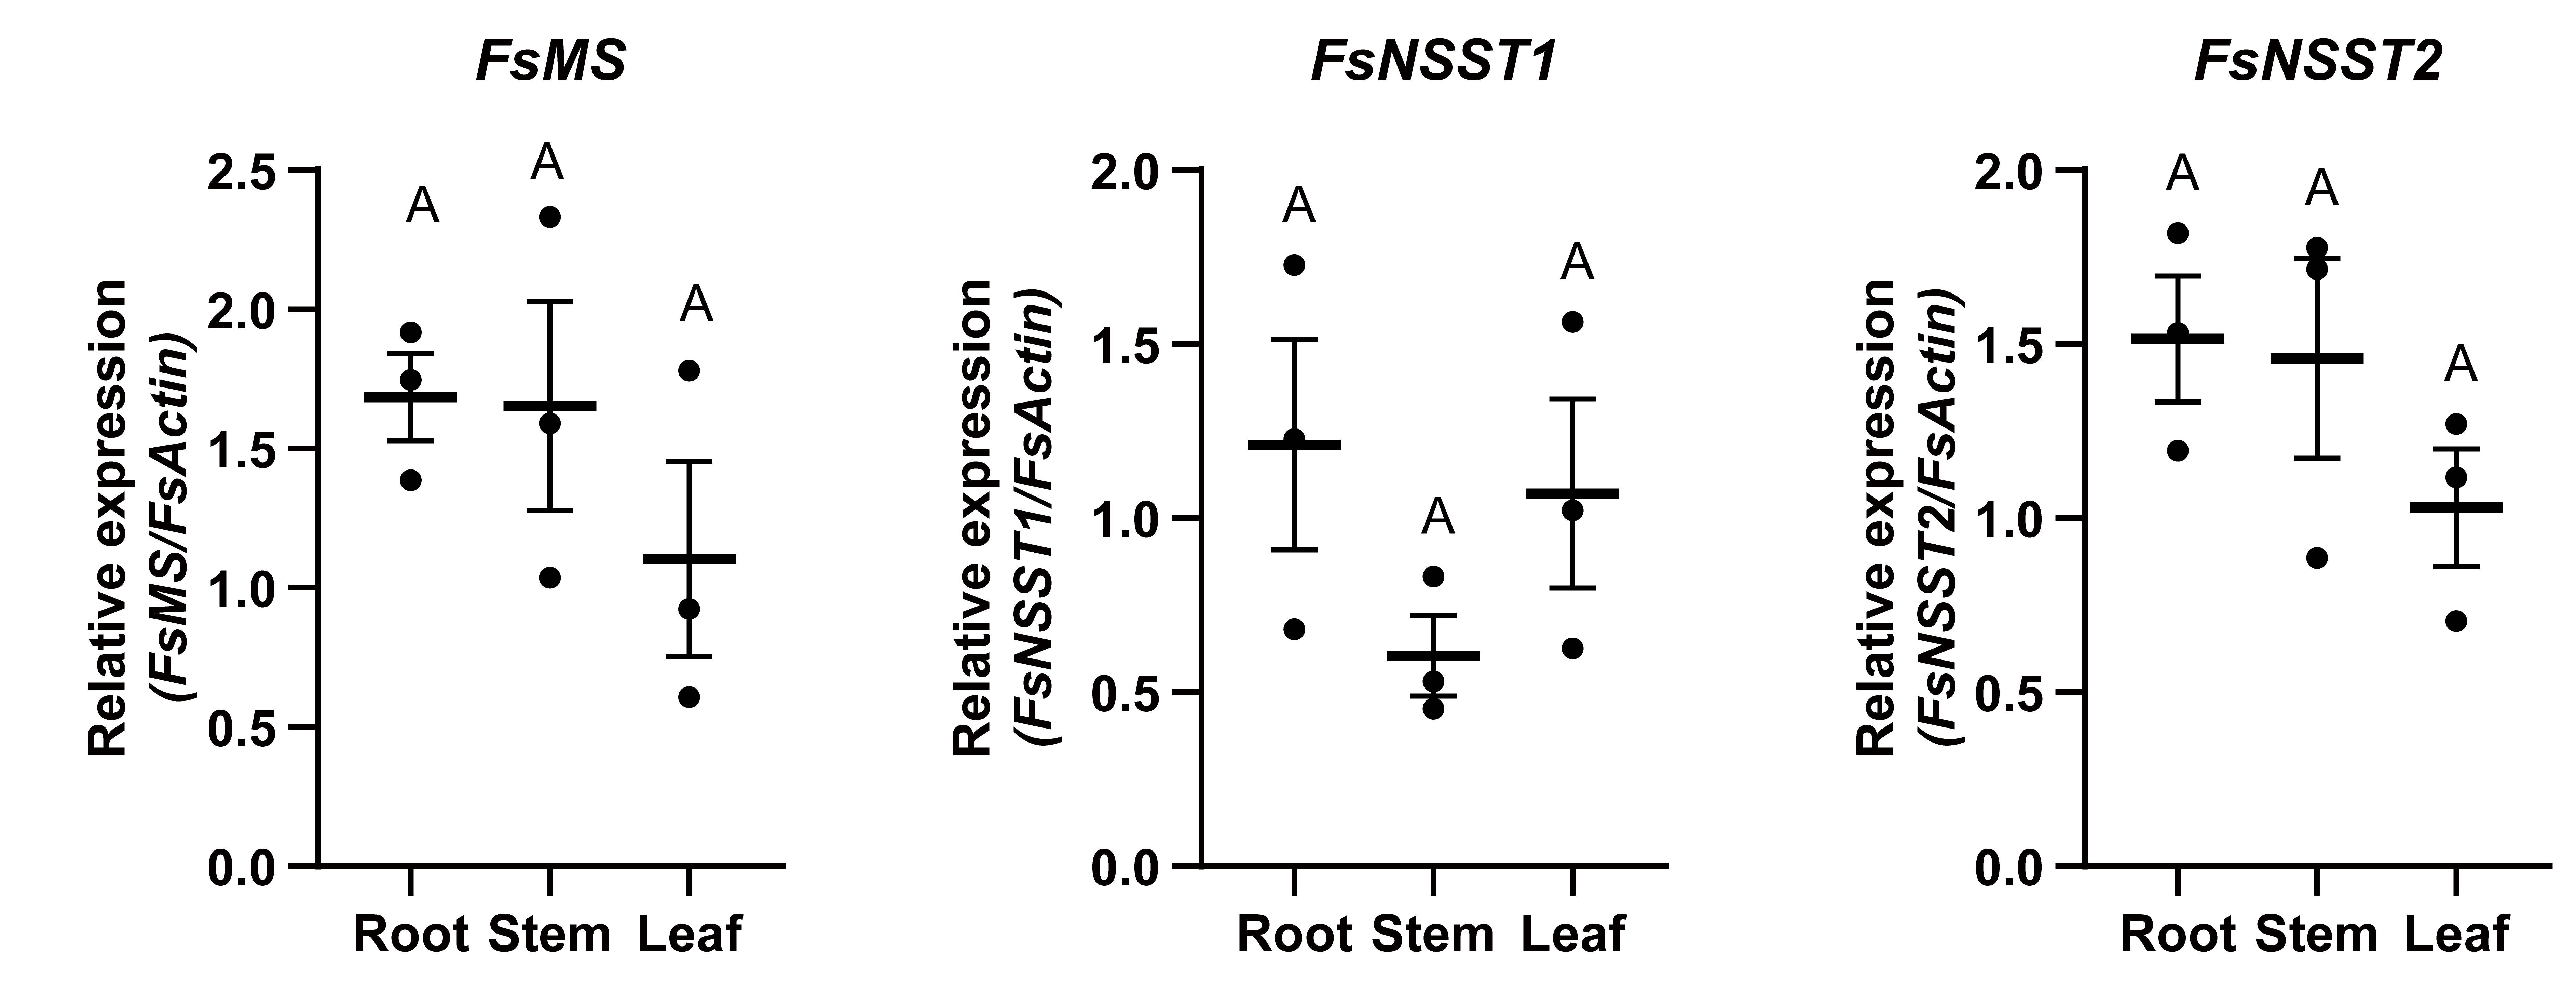 FsMS
A
A
A
2.5
2.0
1.5
1.0
0.5
0.0
Relative expression
(FsMS/FsActin)
Root Stem Leaf
FsNSST1
A
A
A
2.0
1.5
1.0
0.5
0.0
Relative expression
(FsNSST1/FsActin)
Root Stem Leaf
FsNSST2
A
A
A
2.0
1.5
1.0
0.5
0.0
Relative expression
(FsNSST2/FsActin)
Root Stem Leaf